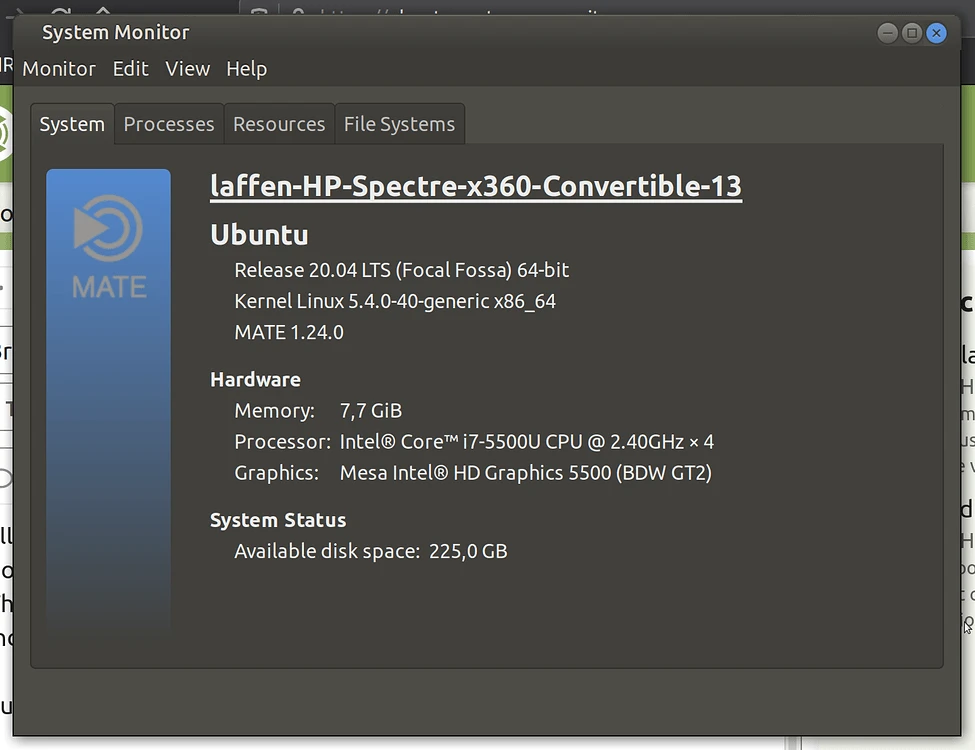 System Monitor
Monitor Edit View Help
System Processes Resources File Systems
MATE
laffen-HP-Spectre-x360-Convertible-13
Ubuntu
Release 20.04 LTS (Focal Fossa) 64-bit
Kernel Linux 5.4.0-40-generic x86_64
MATE 1.24.0
Hardware
Memory: 7,7 GiB
Processor: Intel® Core™ i7-5500U CPU @ 2.40GHz × 4
Graphics: Mesa Intel® HD Graphics 5500 (BDW GT2)
System Status
Available disk space: 225,0 GB